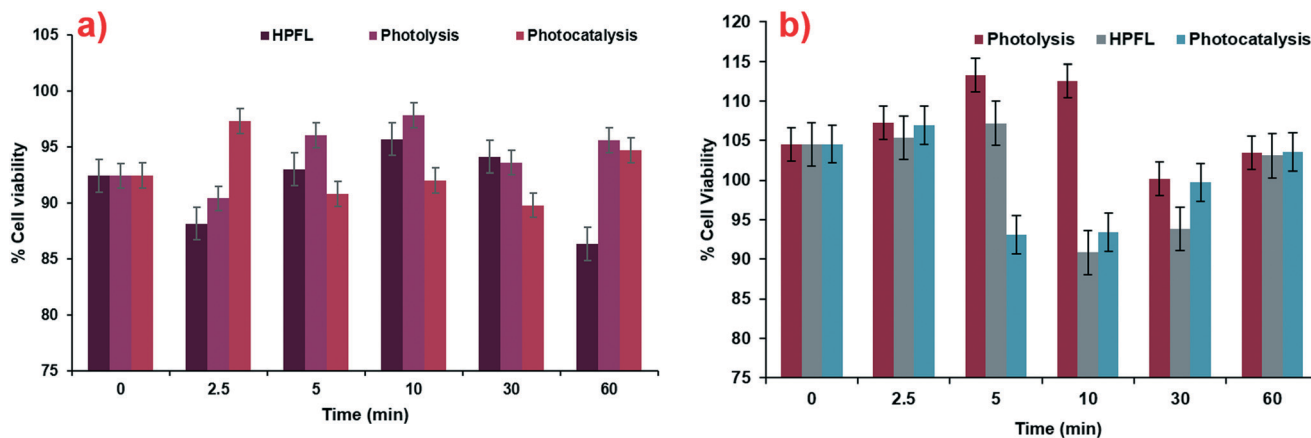 a)
HPFL Photolysis Photocatalysis
% Cell viability
105
100
95
90
85
80
75
0 2.5 5 10 30 60
Time (min)
b)
Photolysis HPFL Photocatalysis
% Cell Viability
120
115
110
105
100
95
90
85
80
75
0 2.5 5 10 30 60
Time (min)